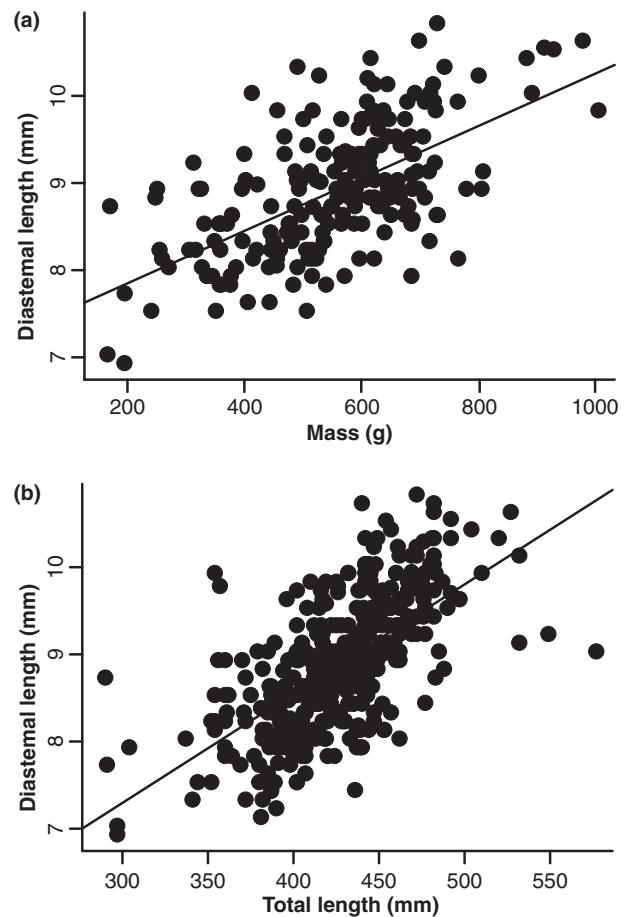 (a)
10
9
8
7
Diastemal length (mm)
200 400 600 800 1000
Mass (g)
(b)
10
9
8
7
Diastemal length (mm)
300 350 400 450 500 550
Total length (mm)